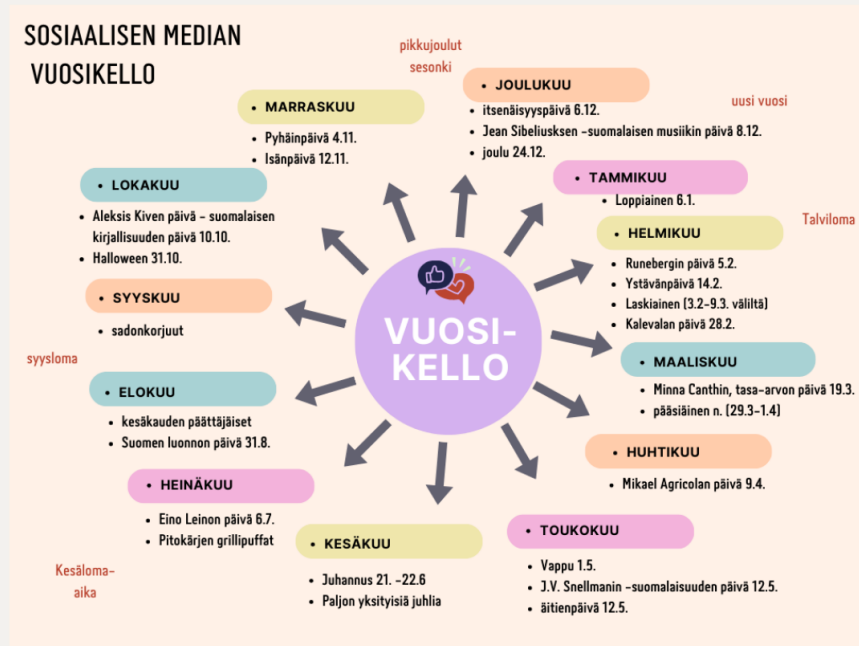 SOSIAALISEN MEDIAN
VUOSIKELLO
pikkujoulut
sesonki
JOULUKUU
itsenäisyyspäivä 6.12.
Jean Sibeliusksen -suomalaisen musiikin päivä 8.12.
joulu 24.12.
uusi vuosi
TAMMIKUU
Loppiainen 6.1.
Talviloma
HELMIKUU
Runebergin päivä 5.2.
Ystävänpäivä 14.2.
Laskiainen (3.2-9.3. väliltä)
Kalevalan päivä 28.2.
MAALISKUU
Minna Canthin, tasa-arvon päivä 19.3.
pääsiäinen n. (29.3-1.4)
HUHTIKUU
Mikael Agricolan päivä 9.4.
TOUKOKUU
Vappu 1.5.
J.V. Snellmanin -suomalaisuuden päivä 12.5.
äitienpäivä 12.5.
KESÄKUU
Juhannus 21. -22.6
Paljon yksityisiä juhlia
Kesäloma-
aika
HEINÄKUU
Eino Leinon päivä 6.7.
Pitokärjen grillipuffat
ELOKUU
kesäkauden päättäjäiset
Suomen luonnon päivä 31.8.
syysloma
SYYSKUU
sadonkorjuut
LOKAKUU
Aleksis Kiven päivä - suomalaisen
kirjallisuuden päivä 10.10.
Halloween 31.10.
MARRASKUU
Pyhäinpäivä 4.11.
Isänpäivä 12.11.
VUOSI-
KELLO